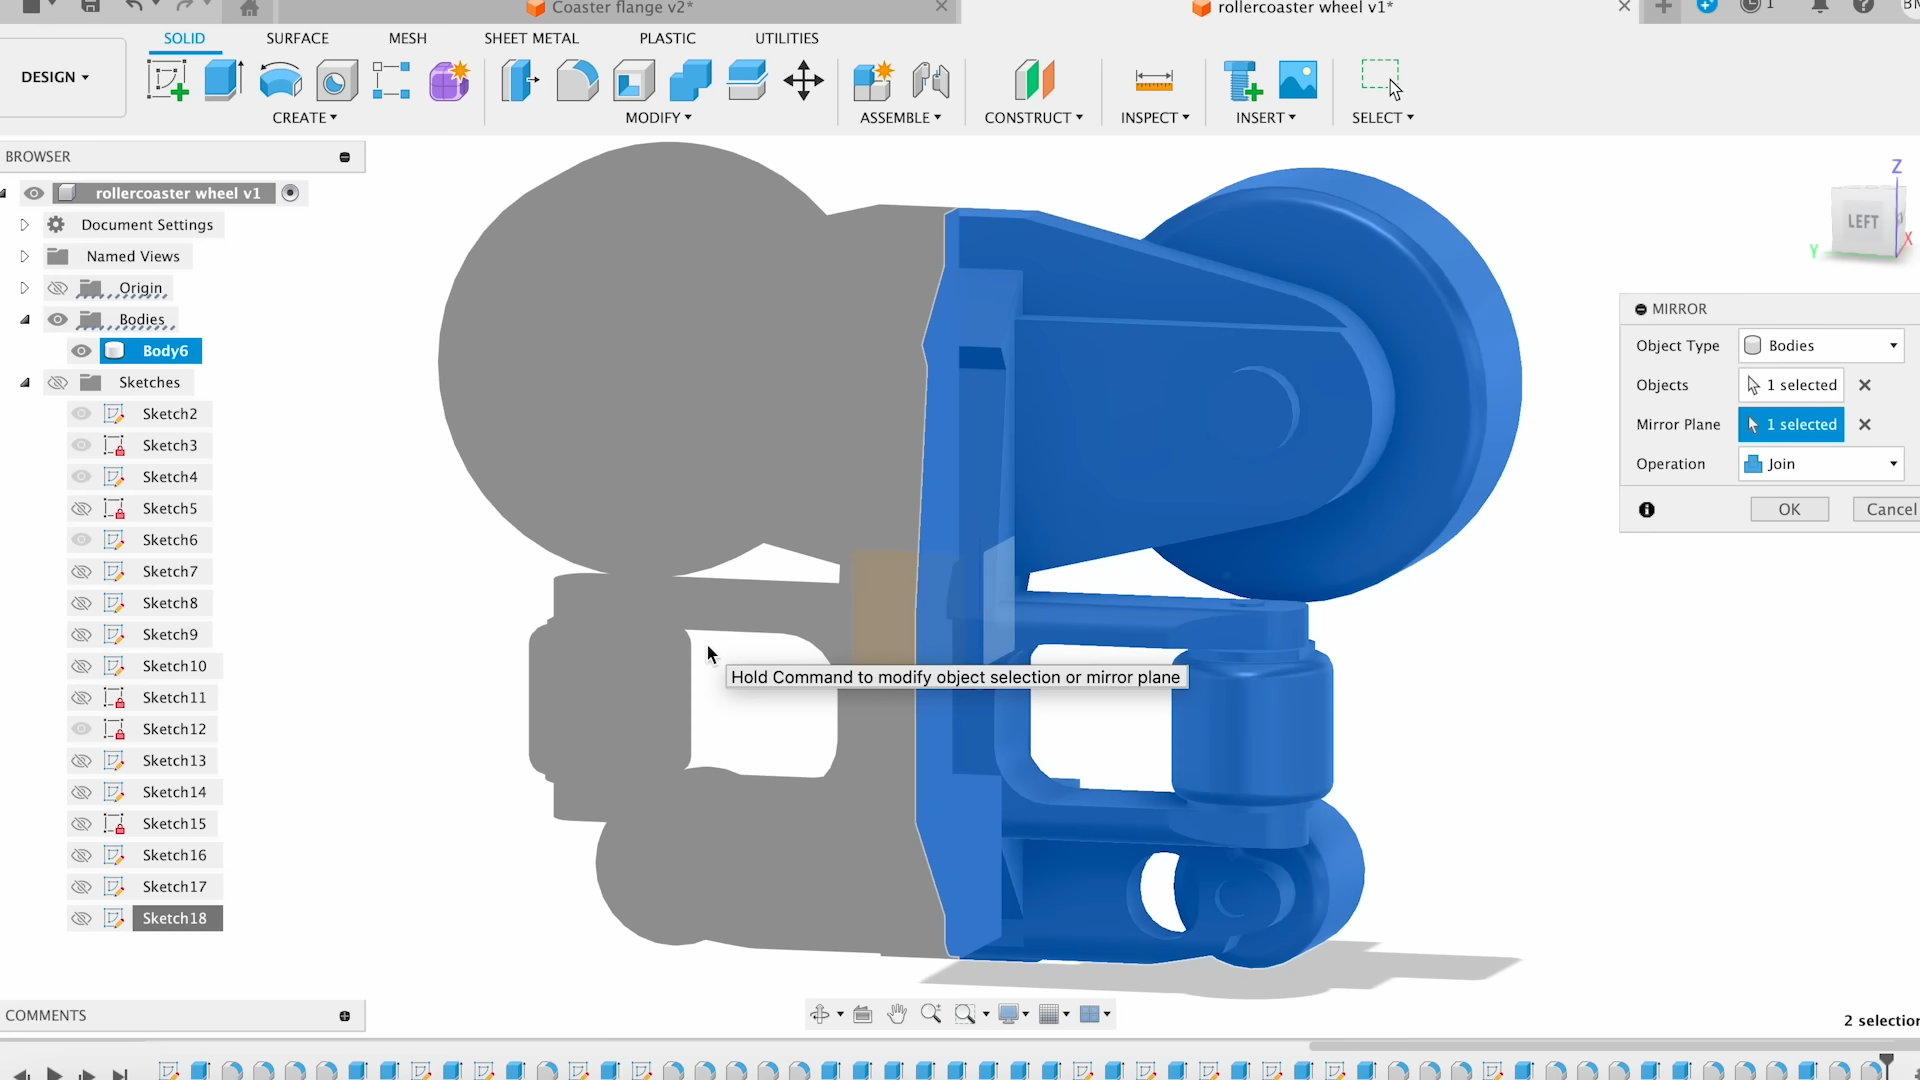 Coaster flange v2*
rollercoaster wheel v1*
1
DESIGN
SOLID
SURFACE
MESH
SHEET METAL
PLASTIC
UTILITIES
CREATE
MODIFY
ASSEMBLE
CONSTRUCT
INSPECT
INSERT
SELECT
BROWSER
rollercoaster wheel v1
Document Settings
Named Views
Origin
Bodies
Body6
Sketches
Sketch2
Sketch3
Sketch4
Sketch5
Sketch6
Sketch7
Sketch8
Sketch9
Sketch10
Sketch11
Sketch12
Sketch13
Sketch14
Sketch15
Sketch16
Sketch17
Sketch18
COMMENTS
Z
LEFT
Y
X
MIRROR
Object Type Bodies
Objects 1 selected
Mirror Plane 1 selected
Operation Join
OK Cancel
Hold Command to modify object selection or mirror plane
2 selection